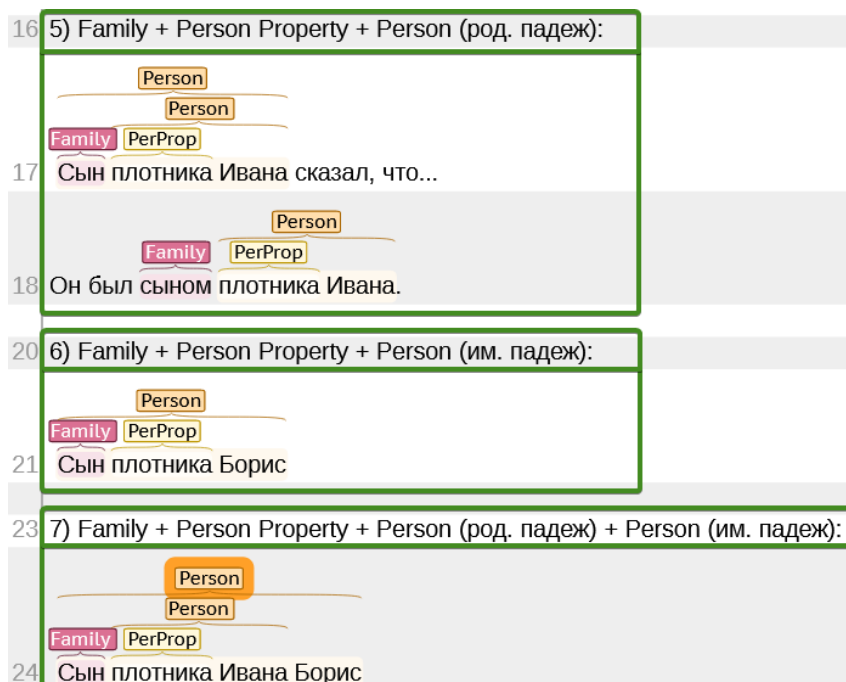 16 5) Family + Person Property + Person (род. падеж):
Person
Person
Family PerProp
17 Сын плотника Ивана сказал, что...
Person
Family PerProp
18 Он был сыном плотника Ивана.
20 6) Family + Person Property + Person (им. падеж):
Person
Family PerProp
21 Сын плотника Борис
23 7) Family + Person Property + Person (род. падеж) + Person (им. падеж):
Person
Person
Family PerProp
24 Сын плотника Ивана Борис